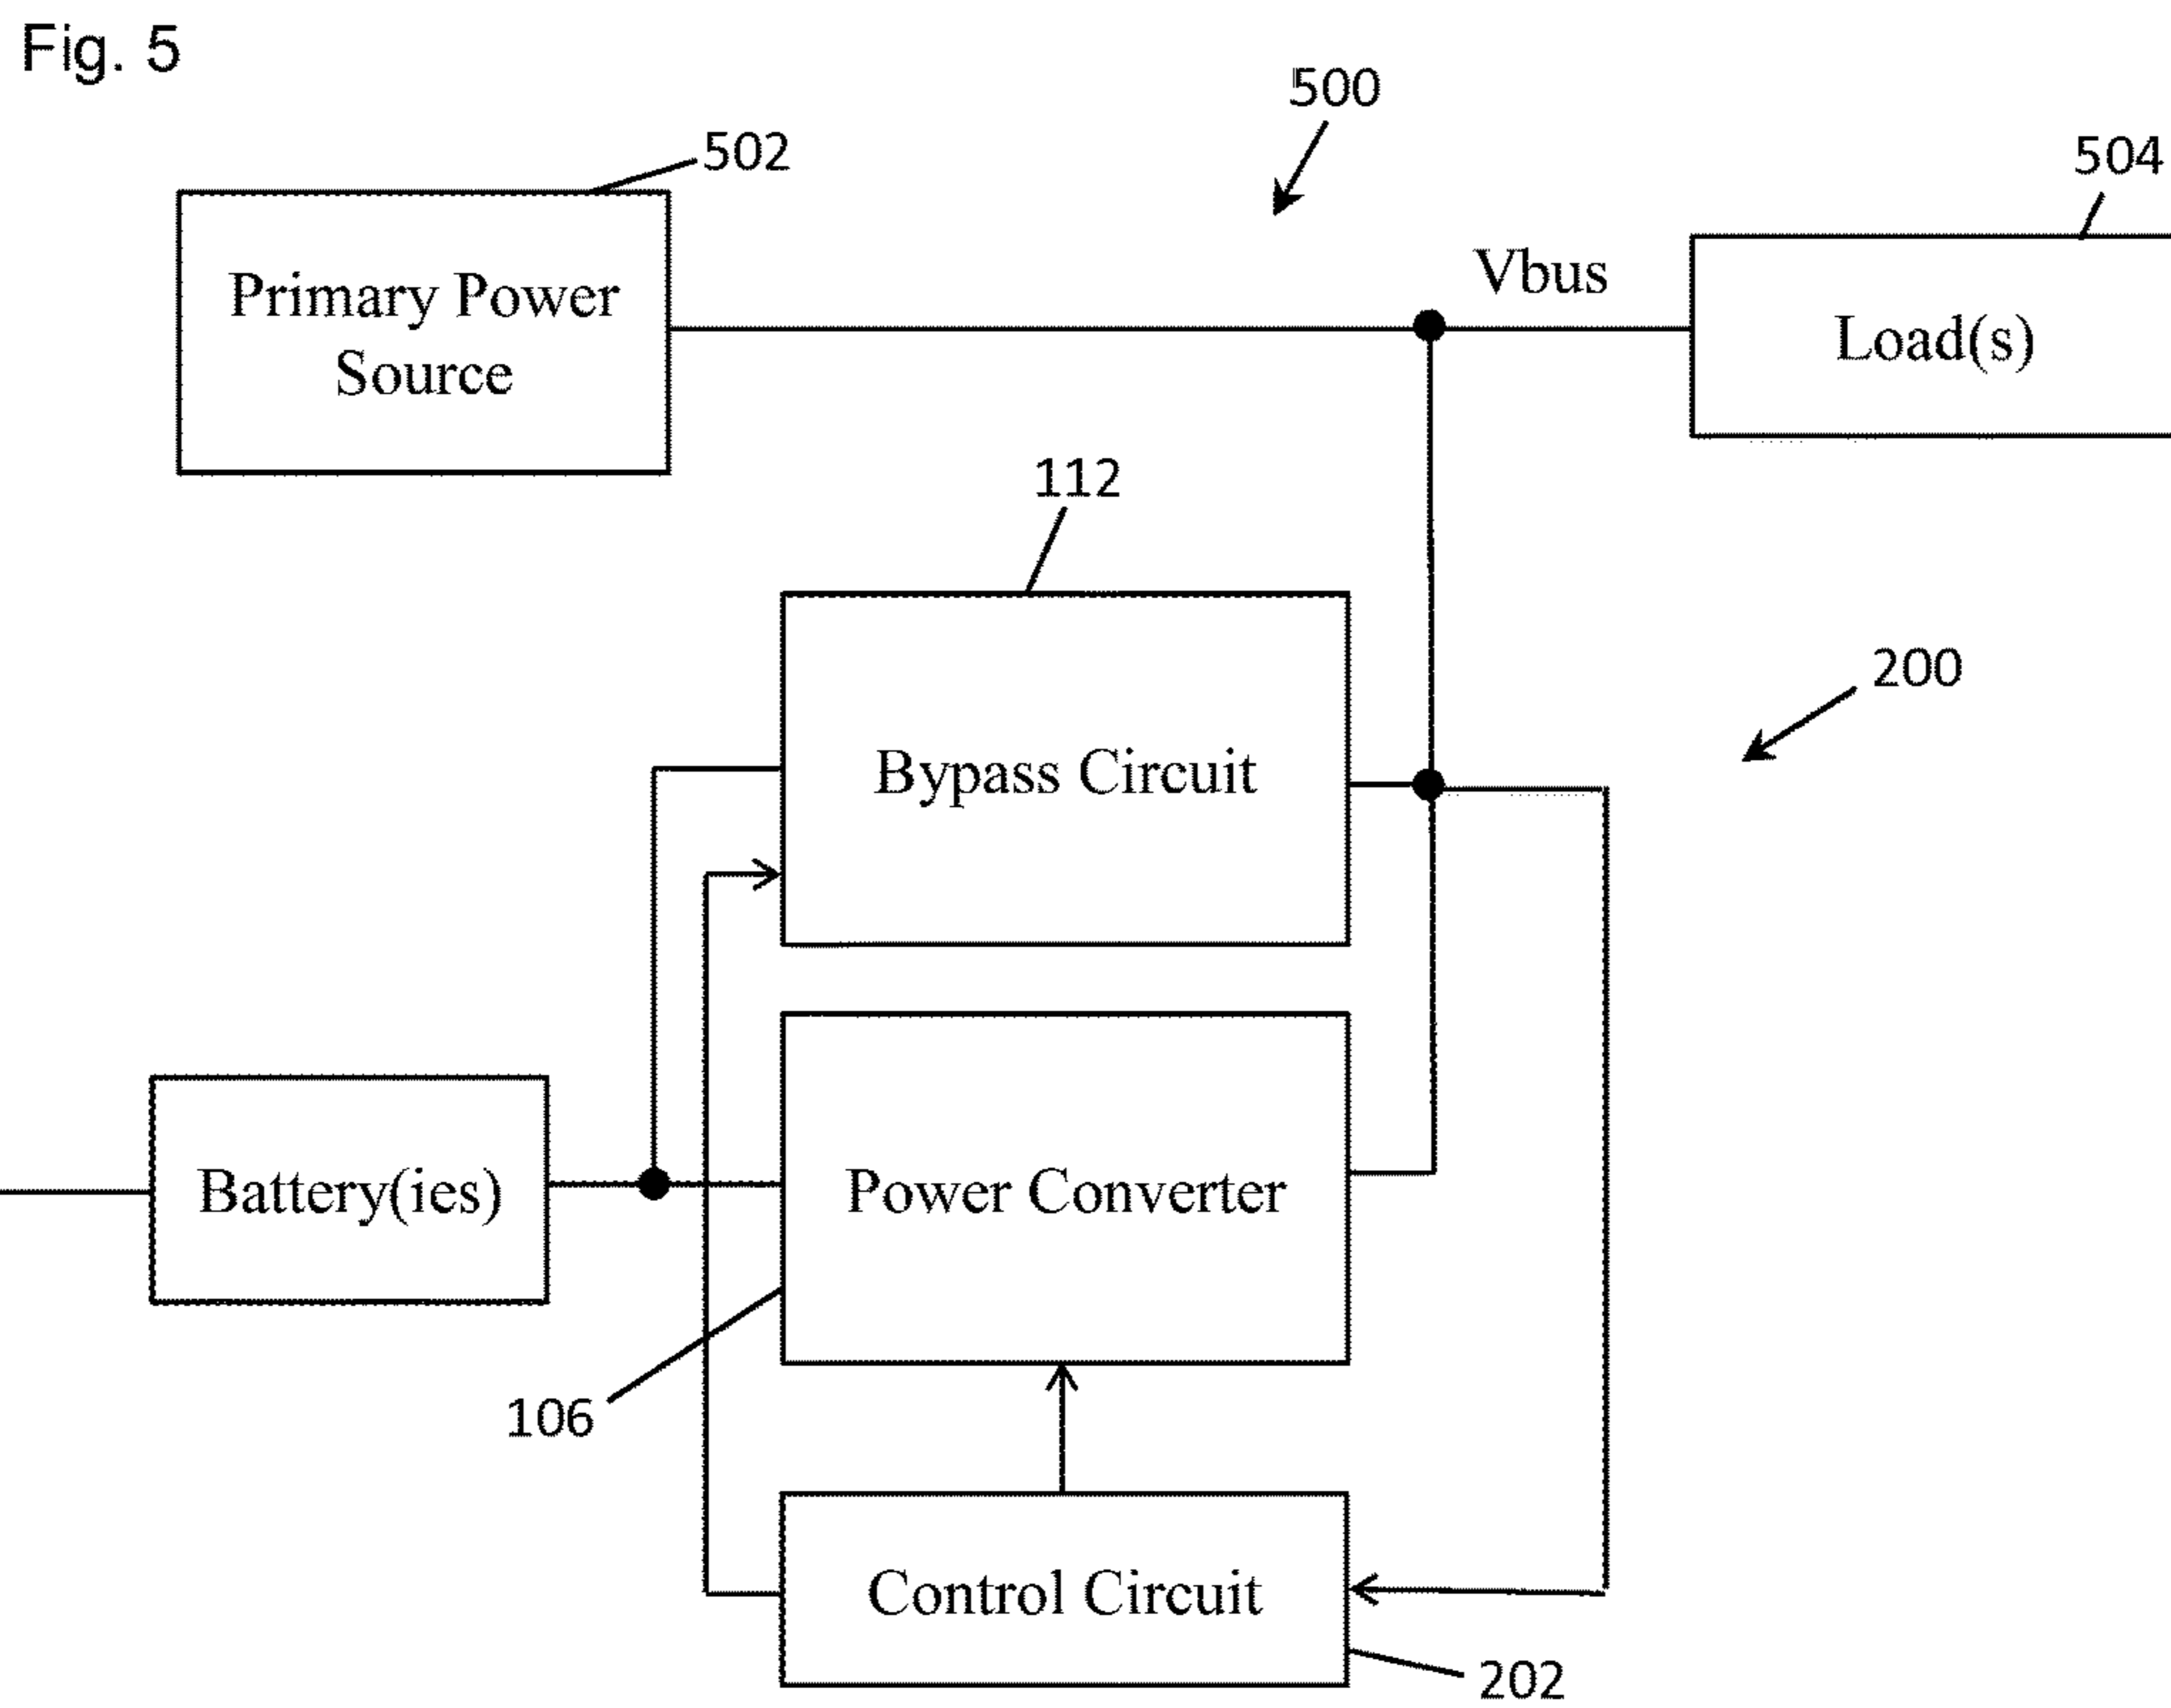 Fig. 5
500
502
504
Primary Power
Source
Vbus
Load(s)
112
200
Bypass Circuit
Battery(ies)
Power Converter
106
Control Circuit
202